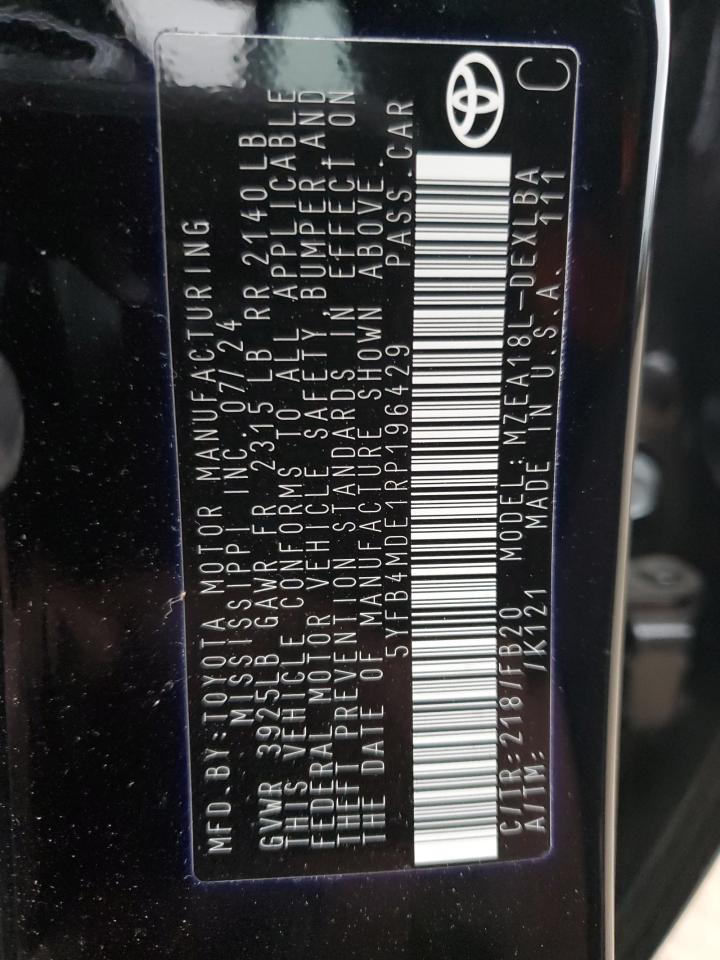 MFD.BY:TOYOTA MOTOR MANUFACTURING
MISSISSIPPI INC.07/24
GVWR 3925LB GAWR FR 2315 LB RR 2140LB
THIS VEHICLE CONFORMS TO ALL APPLICABLE
FEDERAL MOTOR VEHICLE SAFETY, BUMPER AND
THEFT PREVENTION STANDARDS IN EFFECT ON
THE DATE OF MANUFACTURE SHOWN ABOVE.
5YFB4MDE1RP196429 PASS.CAR
C/TR:218/FB20 MODEL:MZEA18L-DEXLBA
A/TM: /K121 MADE IN U.S.A. 111
C